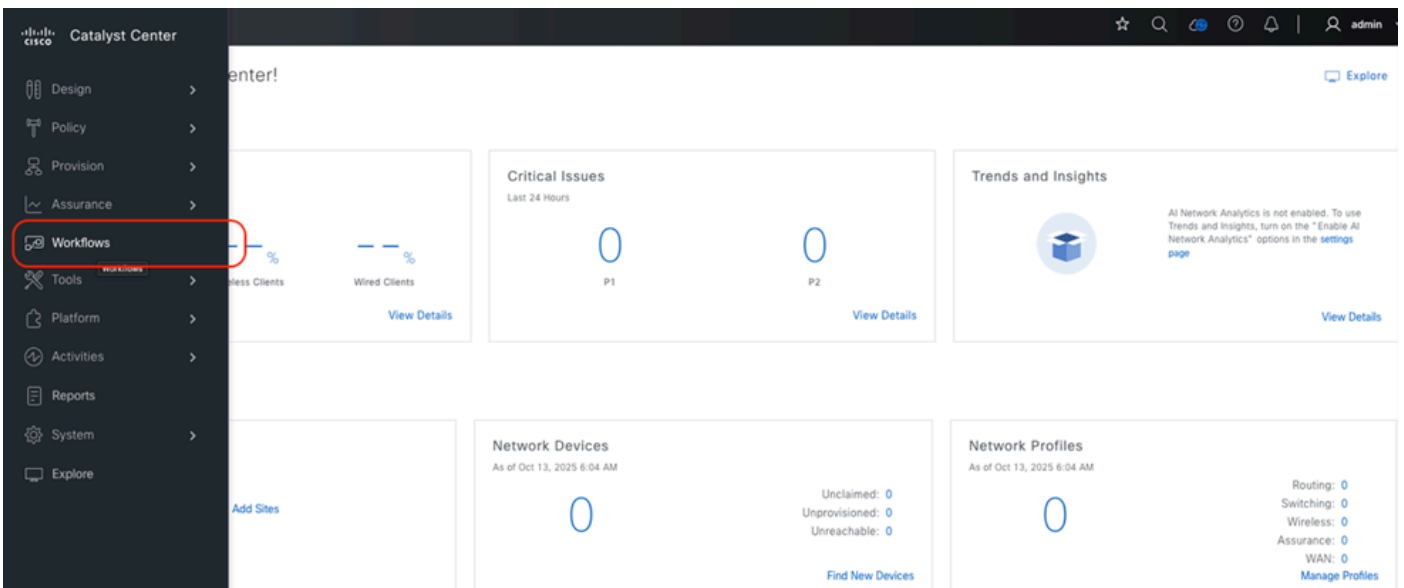 CISCO
Catalyst Center
admin
Design
Policy
Provision
Assurance
Workflows
Workflows
Tools
Platform
Activities
Reports
System
Explore
enter!
Explore
%
%
eless Clients
Wired Clients
View Details
Critical Issues
Last 24 Hours
0
0
P1
P2
View Details
Trends and Insights
AI Network Analytics is not enabled. To use
Trends and Insights, turn on the "Enable AI
Network Analytics" options in the settings
page
View Details
Add Sites
Network Devices
As of Oct 13, 2025 6:04 AM
0
Unclaimed: 0
Unprovisioned: 0
Unreachable: 0
Find New Devices
Network Profiles
As of Oct 13, 2025 6:04 AM
0
Routing: 0
Switching: 0
Wireless: 0
Assurance: 0
WAN: 0
Manage Profiles